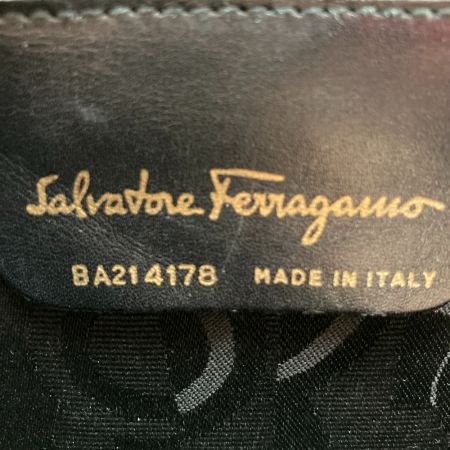 Salvatore Ferragamo
BA214178 MADE IN ITALY